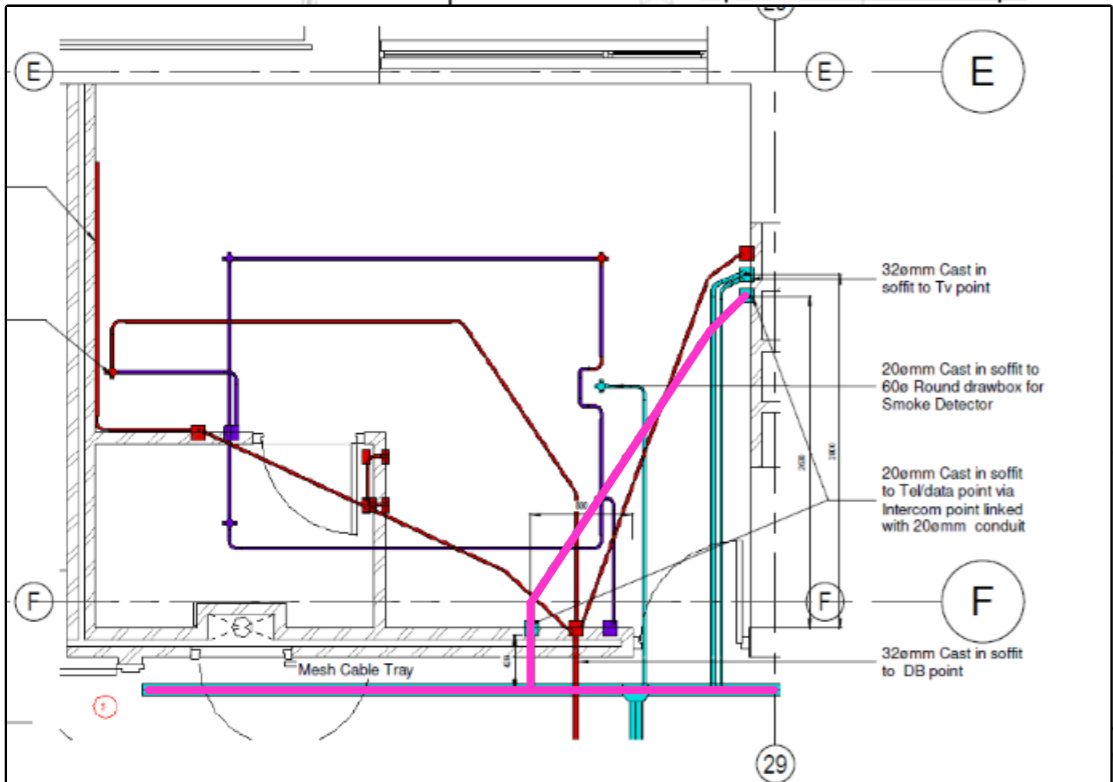 E
E
E
32ømm Cast in
soffit to Tv point
20ømm Cast in soffit to
60ø Round drawbox for
Smoke Detector
20ømm Cast in soffit
to Tel/data point via
Intercom point linked
with 20ømm conduit
F
F
F
Mesh Cable Tray
32ømm Cast in soffit
to DB point
29